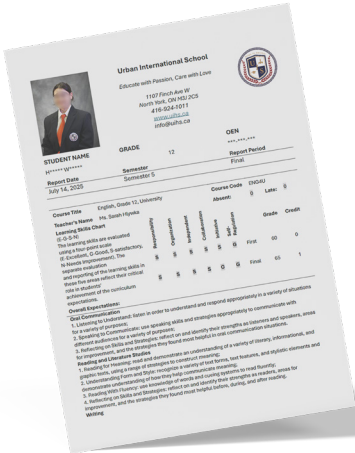 Urban International School
Educate with Passion, Care with Love
1107 Finch Ave W
North York, ON M3J 2C5
416-924-1011
www.uihs.ca
info@uihs.ca
STUDENT NAME
GRADE
12
OEN
H***** W*****
***-***-***
Report Date
Semester
Report Period
July 14, 2025
Semester 5
Final
Course Title
English, Grade 12, University
Course Code
ENG4U
Teacher's Name
Ms. Sarah Hiyoka
Absent:
0
Late:
0
Learning Skills Chart
(E-G-S-N)
The learning skills are evaluated
using a four-point scale
(E-Excellent, G-Good, S-satisfactory,
N-Needs Improvement). The
separate evaluation
and reporting of the learning skills in
these five areas reflect their critical
role in students'
achievement of the curriculum
expectations.
Responsibility
Organization
Independent
Collaboration
Initiative
Self-Regulation
Grade
Credit
First
00
0
Final
65
1
Overall Expectations:
Oral Communication
1. Listening to Understand: listen in order to understand and respond appropriately in a variety of situations
for a variety of purposes;
2. Speaking to Communicate: use speaking skills and strategies appropriately to communicate with
different audiences for a variety of purposes;
3. Reflecting on Skills and Strategies: reflect on and identify their strengths as listeners and speakers, areas
for improvement, and the strategies they found most helpful in oral communication situations.
Reading and Literature Studies
1. Reading for Meaning: read and demonstrate an understanding of a variety of literary, informational, and
graphic texts, using a range of strategies to construct meaning;
2. Understanding Form and Style: recognize a variety of text forms, text features, and stylistic elements and
demonstrate understanding of how they help communicate meaning;
3. Reading With Fluency: use knowledge of words and cueing systems to read fluently;
4. Reflecting on Skills and Strategies: reflect on and identify their strengths as readers, areas for
improvement, and the strategies they found most helpful before, during, and after reading.
Writing